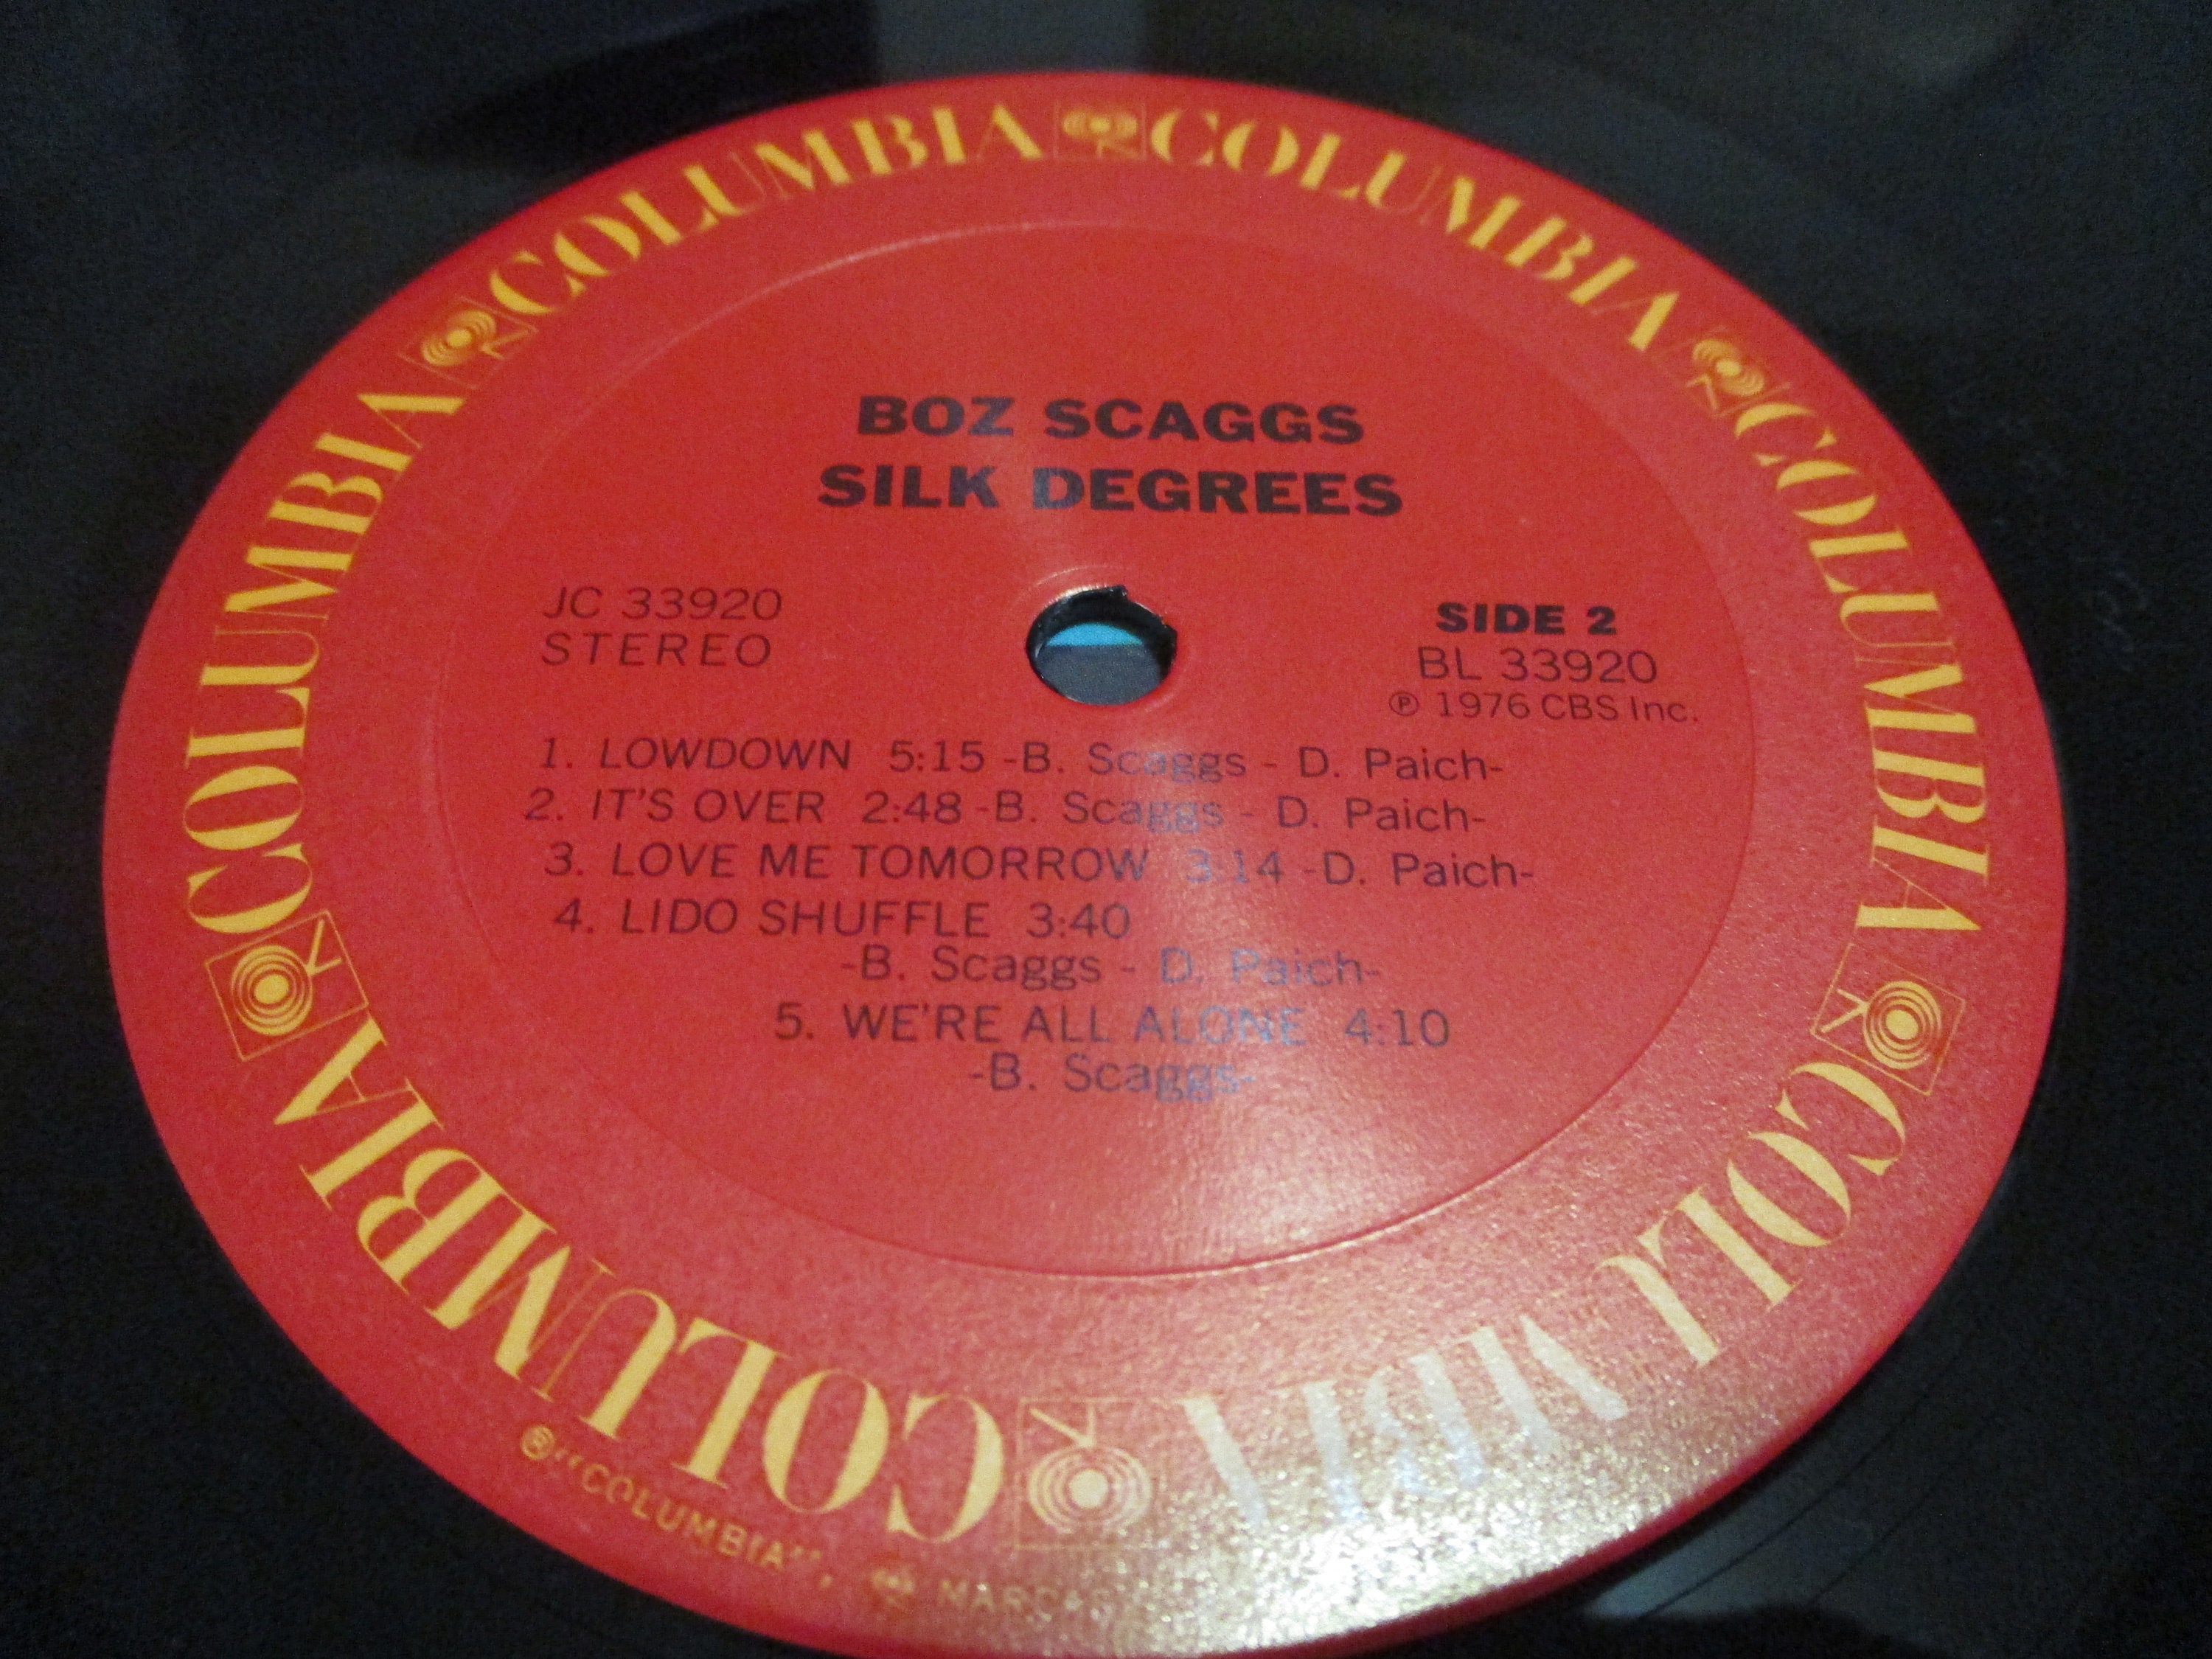 COLUMBIA COLUMBIA COLUMBIA COLUMBIA COLUMBIA COLUMBIA
BOZ SCAGGS
SILK DEGREES
JC 33920
STEREO
SIDE 2
BL 33920
℗ 1976 CBS Inc.
1. LOWDOWN 5:15 -B. Scaggs - D. Paich-
2. IT'S OVER 2:48 -B. Scaggs - D. Paich-
3. LOVE ME TOMORROW 3:14 -D. Paich-
4. LIDO SHUFFLE 3:40
-B. Scaggs - D. Paich-
5. WE'RE ALL ALONE 4:10
-B. Scaggs-
® "COLUMBIA",